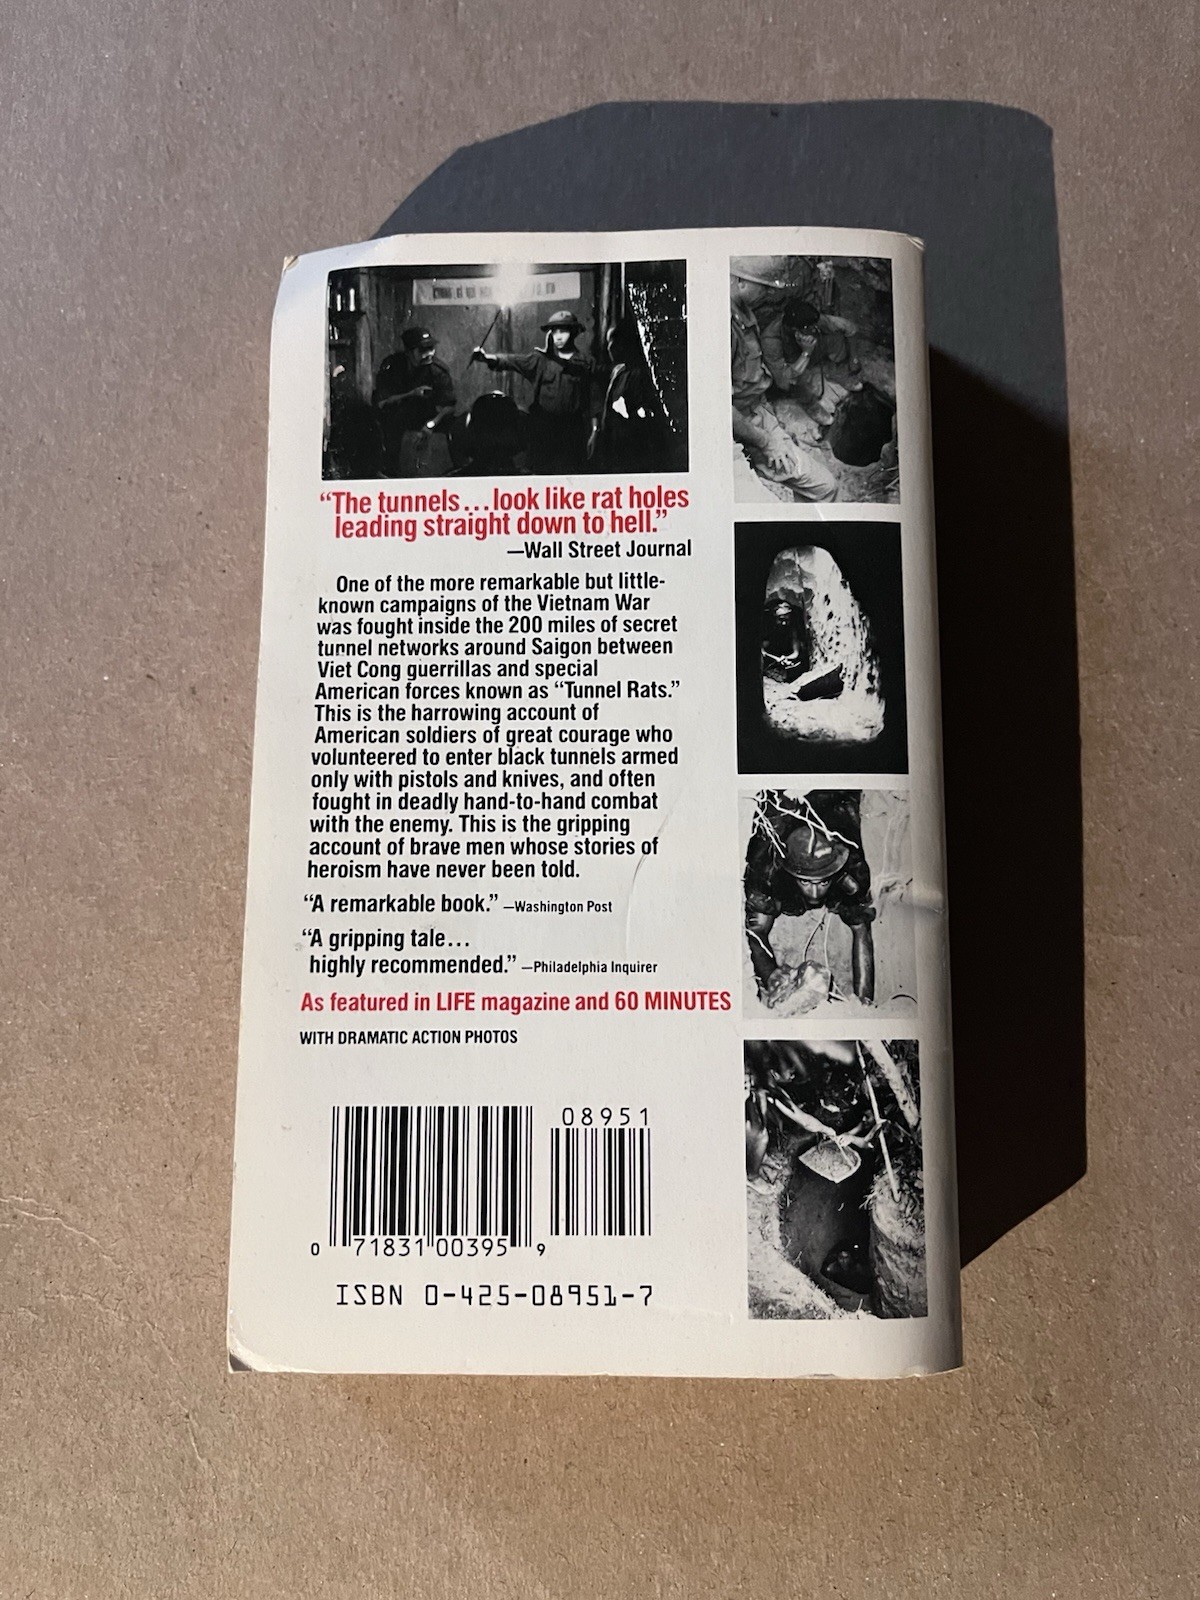 “The tunnels...look like rat holes
leading straight down to hell.”
—Wall Street Journal
One of the more remarkable but little-
known campaigns of the Vietnam War
was fought inside the 200 miles of secret
tunnel networks around Saigon between
Viet Cong guerrillas and special
American forces known as “Tunnel Rats.”
This is the harrowing account of
American soldiers of great courage who
volunteered to enter black tunnels armed
only with pistols and knives, and often
fought in deadly hand-to-hand combat
with the enemy. This is the gripping
account of brave men whose stories of
heroism have never been told.
“A remarkable book.” —Washington Post
“A gripping tale...
highly recommended.” —Philadelphia Inquirer
As featured in LIFE magazine and 60 MINUTES
WITH DRAMATIC ACTION PHOTOS
08951
0 71831 00395 9
ISBN 0-425-08951-7